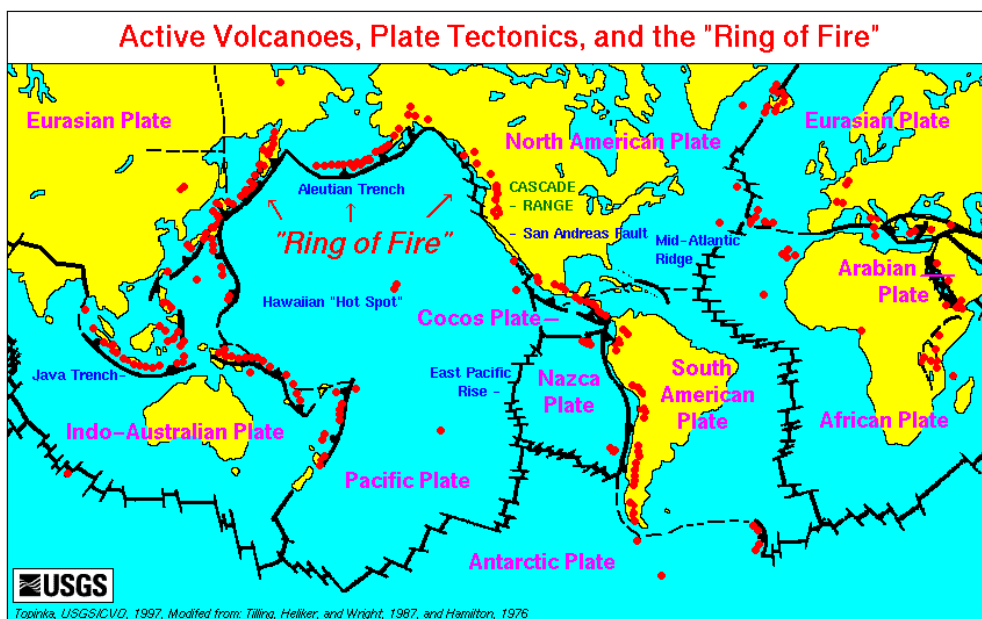 Active Volcanoes, Plate Tectonics, and the "Ring of Fire"
Eurasian Plate
North American Plate
Eurasian Plate
Aleutian Trench
CASCADE
- RANGE
"Ring of Fire"
- San Andreas Fault
Mid-Atlantic
Ridge
Arabian
Plate
Hawaiian "Hot Spot"
Cocos Plate
Java Trench
East Pacific
Rise -
Nazca
Plate
South
American
Plate
Indo-Australian Plate
African Plate
Pacific Plate
Antarctic Plate
USGS
Topinka, USGS/CVO, 1997, Modifed from: Tilling, Heliker, and Wright, 1987, and Hamilton, 1976